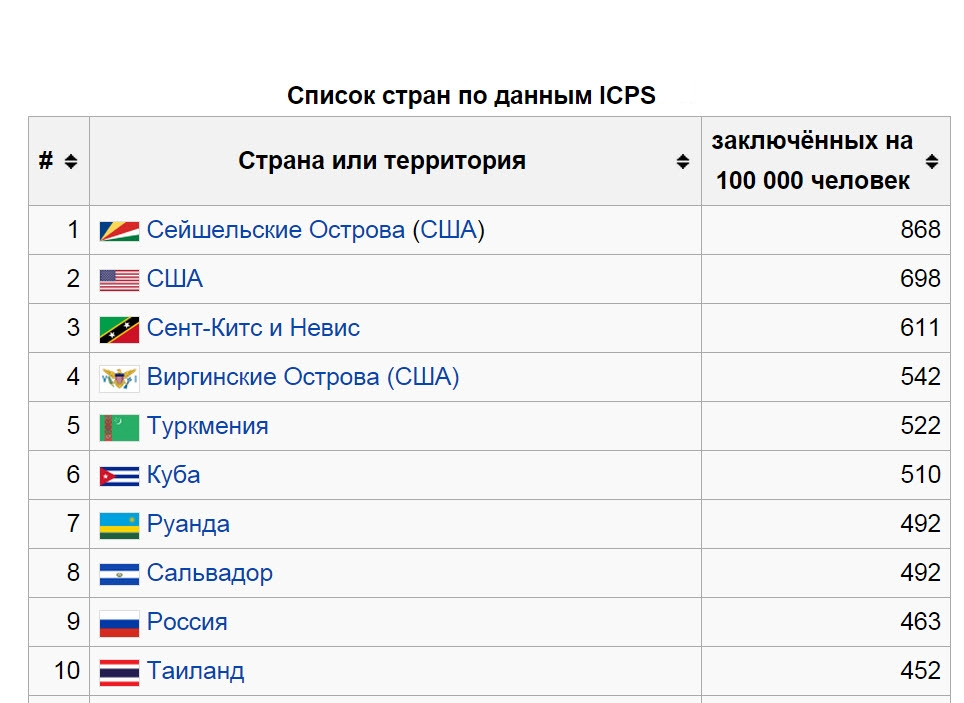 Список стран по данным ICPS
# Страна или территория заключённых на
100 000 человек
1 Сейшельские Острова (США) 868
2 США 698
3 Сент-Китс и Невис 611
4 Виргинские Острова (США) 542
5 Туркмения 522
6 Куба 510
7 Руанда 492
8 Сальвадор 492
9 Россия 463
10 Таиланд 452